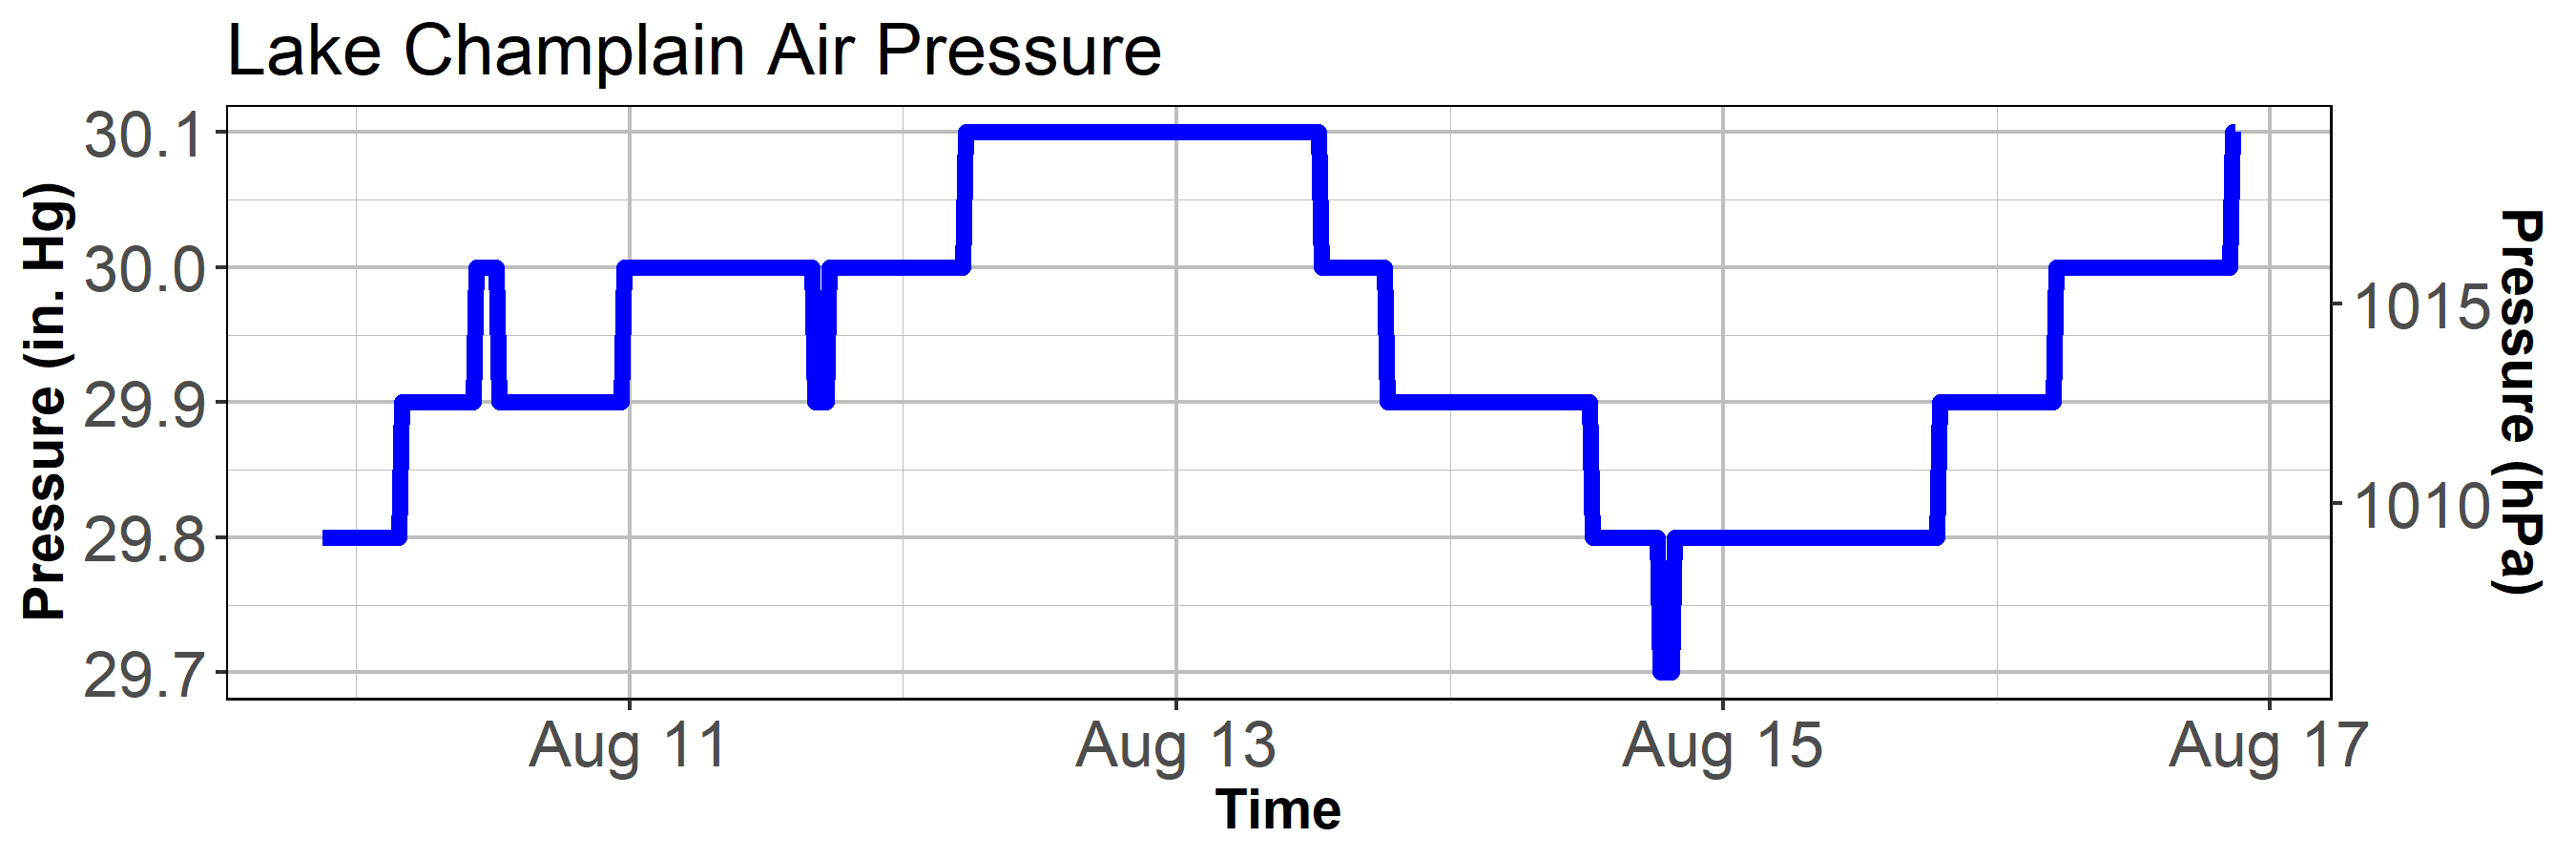 Lake Champlain Air Pressure
Pressure (in. Hg)
30.1
30.0
29.9
29.8
29.7
1015
1010
Pressure (hPa)
Aug 11
Aug 13
Aug 15
Aug 17
Time